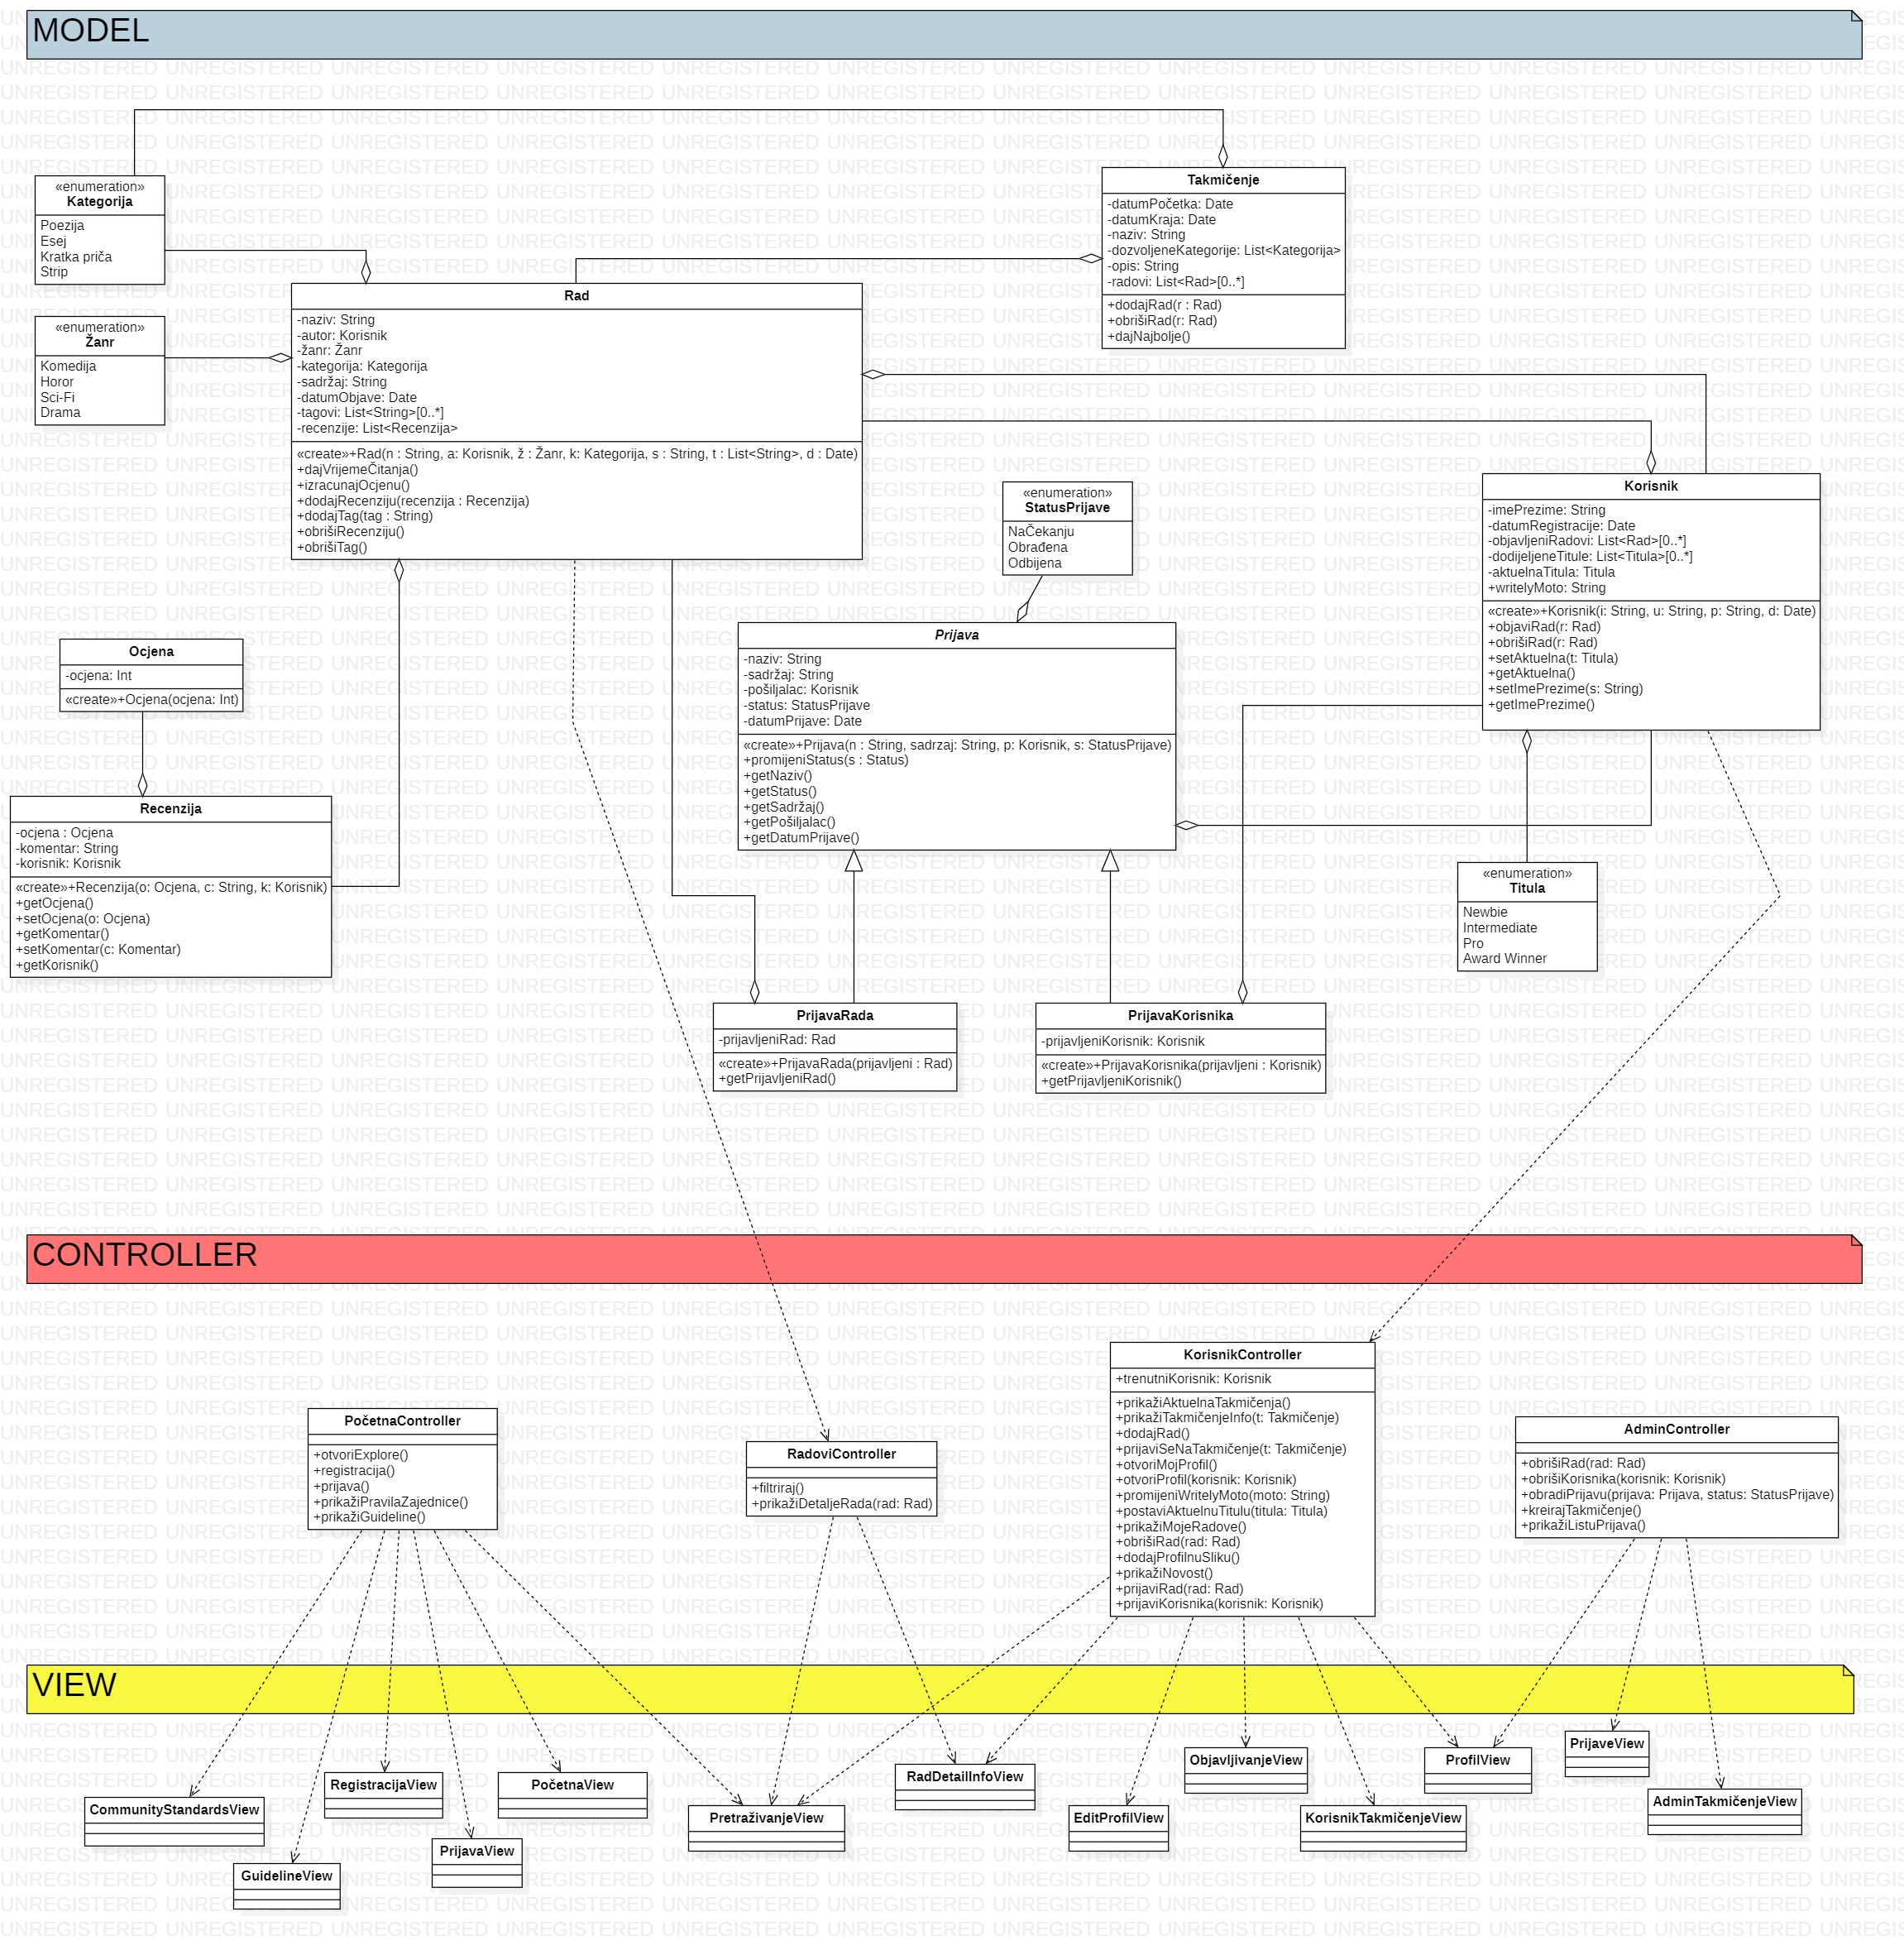 MODEL
«enumeration»
Kategorija
Poezija
Esej
Kratka priča
Strip
Takmičenje
-datumPočetka: Date
-datumKraja: Date
-naziv: String
-dozvoljeneKategorije: List<Kategorija>
-opis: String
-radovi: List<Rad>[0..*]
+dodajRad(r : Rad)
+obrišiRad(r: Rad)
+dajNajbolje()
«enumeration»
Žanr
Komedija
Horor
Sci-Fi
Drama
Rad
-naziv: String
-autor: Korisnik
-žanr: Žanr
-kategorija: Kategorija
-sadržaj: String
-datumObjave: Date
-tagovi: List<String>[0..*]
-recenzije: List<Recenzija>
«create»+Rad(n : String, a: Korisnik, ž : Žanr, k: Kategorija, s : String, t : List<String>, d : Date)
+dajVrijemeČitanja()
+izracunajOcjenu()
+dodajRecenziju(recenzija : Recenzija)
+dodajTag(tag : String)
+obrišiRecenziju()
+obrišiTag()
«enumeration»
StatusPrijave
NaČekanju
Obrađena
Odbijena
Korisnik
-imePrezime: String
-datumRegistracije: Date
-objavljeniRadovi: List<Rad>[0..*]
-dodijeljeneTitule: List<Titula>[0..*]
-aktuelnaTitula: Titula
+writelyMoto: String
«create»+Korisnik(i: String, u: String, p: String, d: Date)
+objaviRad(r: Rad)
+obrišiRad(r: Rad)
+setAktuelna(t: Titula)
+getAktuelna()
+setImePrezime(s: String)
+getImePrezime()
Ocjena
-ocjena: Int
«create»+Ocjena(ocjena: Int)
Prijava
-naziv: String
-sadržaj: String
-pošiljalac: Korisnik
-status: StatusPrijave
-datumPrijave: Date
«create»+Prijava(n : String, sadrzaj: String, p: Korisnik, s: StatusPrijave)
+promijeniStatus(s : Status)
+getNaziv()
+getStatus()
+getSadržaj()
+getPošiljalac()
+getDatumPrijave()
Recenzija
-ocjena : Ocjena
-komentar: String
-korisnik: Korisnik
«create»+Recenzija(o: Ocjena, c: String, k: Korisnik)
+getOcjena()
+setOcjena(o: Ocjena)
+getKomentar()
+setKomentar(c: Komentar)
+getKorisnik()
«enumeration»
Titula
Newbie
Intermediate
Pro
Award Winner
PrijavaRada
-prijavljeniRad: Rad
«create»+PrijavaRada(prijavljeni : Rad)
+getPrijavljeniRad()
PrijavaKorisnika
-prijavljeniKorisnik: Korisnik
«create»+PrijavaKorisnika(prijavljeni : Korisnik)
+getPrijavljeniKorisnik()
CONTROLLER
PočetnaController
+otvoriExplore()
+registracija()
+prijava()
+prikažiPravilaZajednice()
+prikažiGuideline()
RadoviController
+filtriraj()
+prikažiDetaljeRada(rad: Rad)
KorisnikController
+trenutniKorisnik: Korisnik
+prikažiAktuelnaTakmičenja()
+prikažiTakmičenjeInfo(t: Takmičenje)
+dodajRad()
+prijaviSeNaTakmičenje(t: Takmičenje)
+otvoriMojProfil()
+otvoriProfil(korisnik: Korisnik)
+promijeniWritelyMoto(moto: String)
+postaviAktuelnuTitulu(titula: Titula)
+prikažiMojeRadove()
+obrišiRad(rad: Rad)
+dodajProfilnuSliku()
+prikažiNovost()
+prijaviRad(rad: Rad)
+prijaviKorisnika(korisnik: Korisnik)
AdminController
+obrišiRad(rad: Rad)
+obrišiKorisnika(korisnik: Korisnik)
+obradiPrijavu(prijava: Prijava, status: StatusPrijave)
+kreirajTakmičenje()
+prikažiListuPrijava()
VIEW
CommunityStandardsView
GuidelineView
RegistracijaView
PrijavaView
PočetnaView
PretraživanjeView
RadDetailInfoView
EditProfilView
ObjavljivanjeView
KorisnikTakmičenjeView
ProfilView
PrijaveView
AdminTakmičenjeView